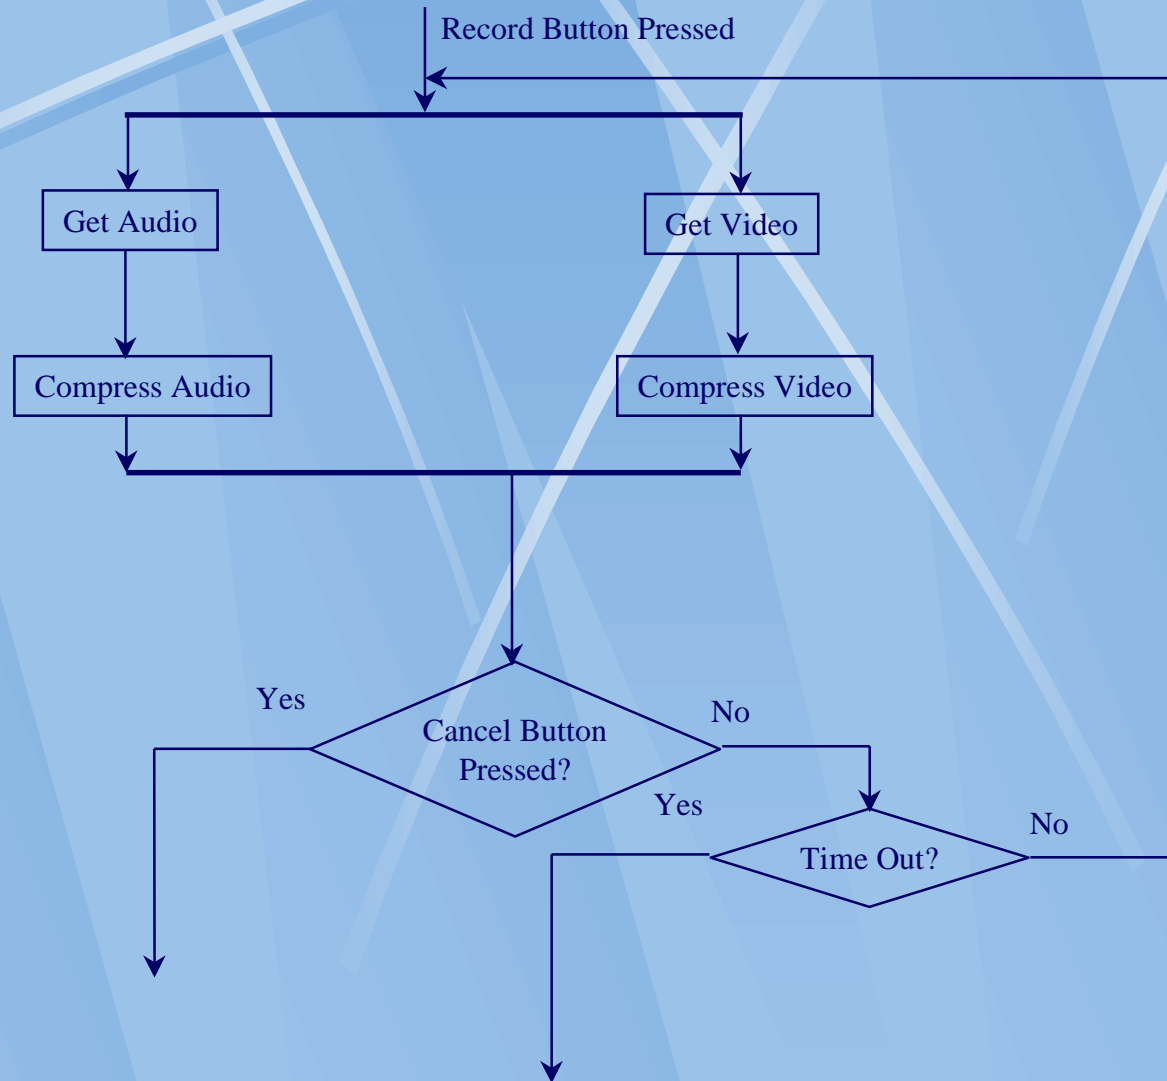 Record Button Pressed
Get Audio
Get Video
Compress Audio
Compress Video
Yes
No
Cancel Button
Pressed?
Yes
No
Time Out?